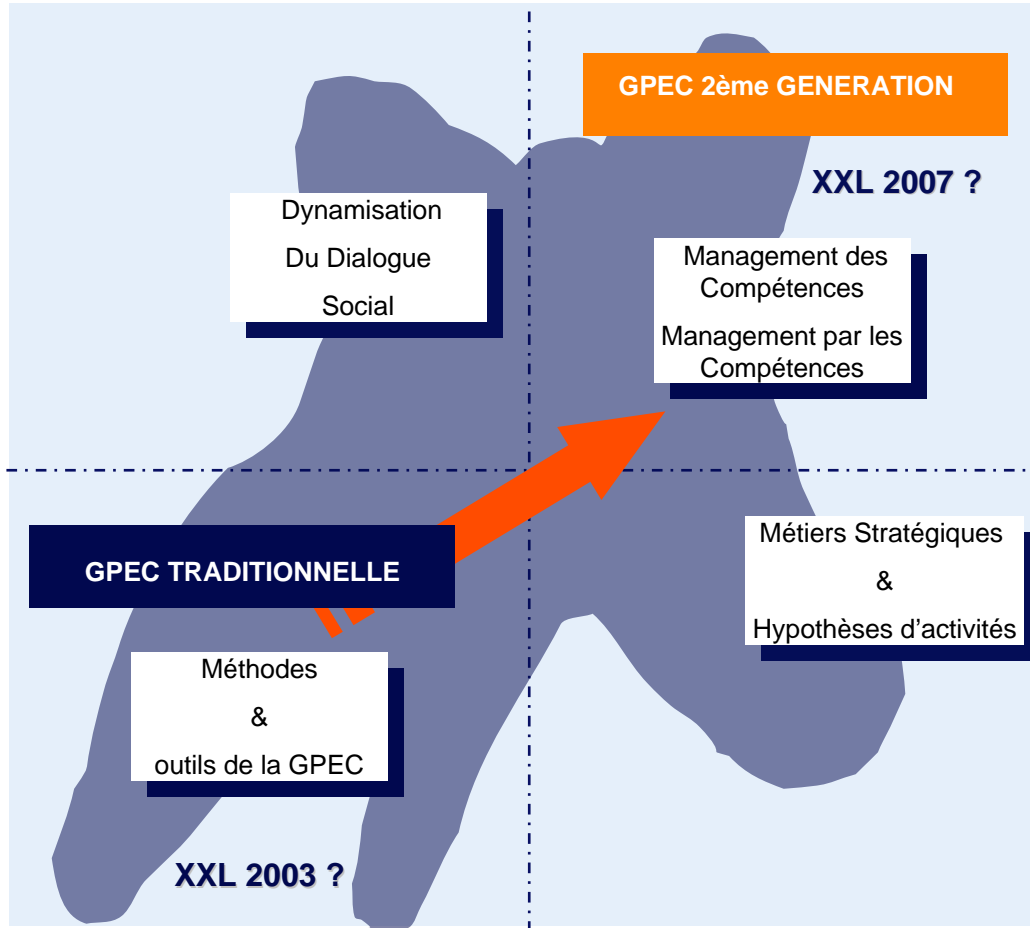 GPEC 2ème GENERATION
XXL 2007 ?
Dynamisation
Du Dialogue
Social
Management des
Compétences
Management par les
Compétences
GPEC TRADITIONNELLE
Métiers Stratégiques
&
Hypothèses d’activités
Méthodes
&
outils de la GPEC
XXL 2003 ?